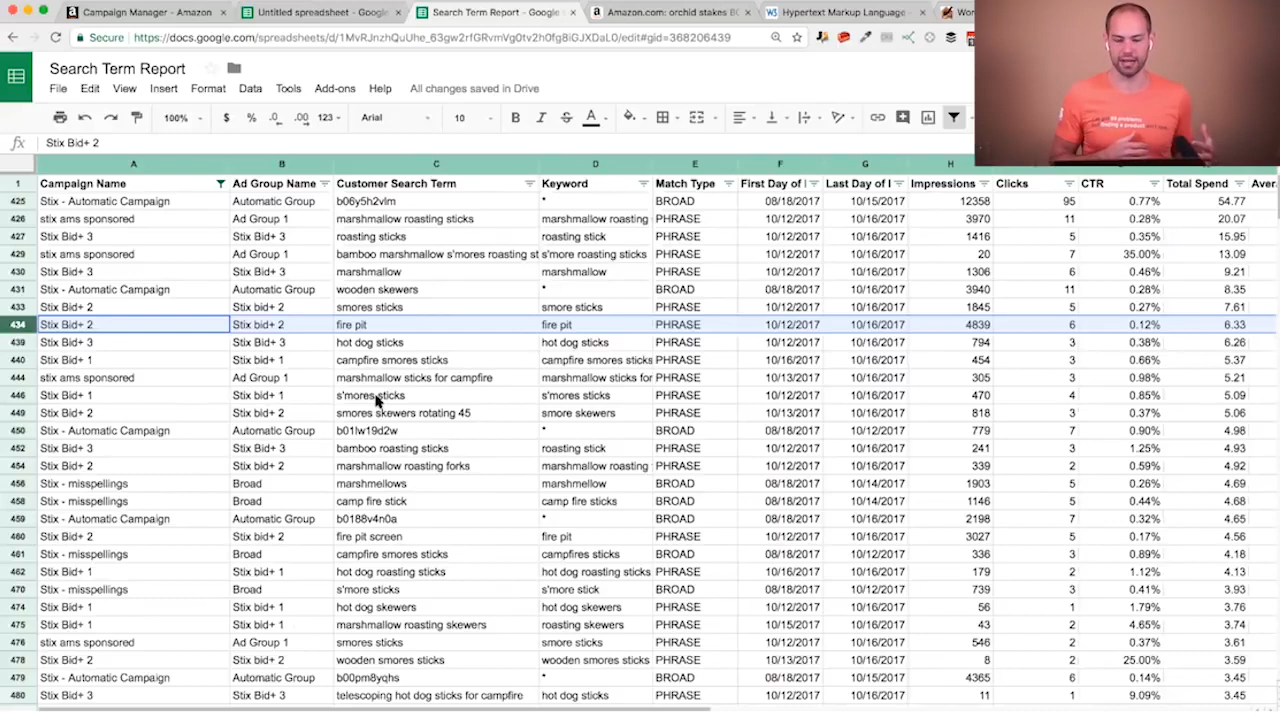 Campaign Manager - Amazon
Untitled spreadsheet - Google
Search Term Report - Google
Amazon.com: orchid stakes
Hypertext Markup Language
Secure
https://docs.google.com/spreadsheets/d/1MvRJnzhQuUhe_63gw2rfGRvmVg0tv2h0fg8iGJXDaL0/edit#gid=368206439
Search Term Report
File Edit View Insert Format Data Tools Add-ons Help All changes saved in Drive
100% $ % .0 .00 123 Arial 10 B I S A
fx Stix Bid+ 2
A B C D E F G H
1 Campaign Name Ad Group Name Customer Search Term Keyword Match Type First Day of Last Day of Impressions Clicks CTR Total Spend Aver
425 Stix - Automatic Campaign Automatic Group b06y5h2vlm * BROAD 08/18/2017 10/15/2017 12358 95 0.77% 54.77
426 stix ams sponsored Ad Group 1 marshmallow roasting sticks marshmallow roasting PHRASE 10/12/2017 10/16/2017 3970 11 0.28% 20.07
427 Stix Bid+ 3 Stix Bid+ 3 roasting sticks roasting stick PHRASE 10/12/2017 10/16/2017 1416 5 0.35% 15.95
429 stix ams sponsored Ad Group 1 bamboo marshmallow s'mores roasting st s'more roasting sticks PHRASE 10/12/2017 10/16/2017 20 7 35.00% 13.09
430 Stix Bid+ 3 Stix Bid+ 3 marshmallow marshmallow PHRASE 10/12/2017 10/16/2017 1306 6 0.46% 9.21
431 Stix - Automatic Campaign Automatic Group wooden skewers * BROAD 08/18/2017 10/16/2017 3940 11 0.28% 8.35
433 Stix Bid+ 2 Stix bid+ 2 smores sticks smore sticks PHRASE 10/12/2017 10/16/2017 1845 5 0.27% 7.61
434 Stix Bid+ 2 Stix bid+ 2 fire pit fire pit PHRASE 10/12/2017 10/16/2017 4839 6 0.12% 6.33
439 Stix Bid+ 3 Stix Bid+ 3 hot dog sticks hot dog sticks PHRASE 10/12/2017 10/16/2017 794 3 0.38% 6.26
440 Stix Bid+ 1 Stix bid+ 1 campfire smores sticks campfire smores sticks PHRASE 10/16/2017 10/16/2017 454 3 0.66% 5.37
444 stix ams sponsored Ad Group 1 marshmallow sticks for campfire marshmallow sticks for PHRASE 10/13/2017 10/16/2017 305 3 0.98% 5.21
446 Stix Bid+ 1 Stix bid+ 1 s'mores sticks s'mores sticks PHRASE 10/12/2017 10/16/2017 470 4 0.85% 5.09
449 Stix Bid+ 2 Stix bid+ 2 smores skewers rotating 45 smore skewers PHRASE 10/13/2017 10/16/2017 818 3 0.37% 5.06
450 Stix - Automatic Campaign Automatic Group b01lw19d2w * BROAD 08/18/2017 10/12/2017 779 7 0.90% 4.98
452 Stix Bid+ 3 Stix Bid+ 3 bamboo roasting sticks roasting stick PHRASE 10/12/2017 10/16/2017 241 3 1.25% 4.93
454 Stix Bid+ 2 Stix bid+ 2 marshmallow roasting forks marshmallow roasting PHRASE 10/12/2017 10/16/2017 339 2 0.59% 4.92
456 Stix - misspellings Broad marshmallows marshmellow BROAD 08/18/2017 10/14/2017 1903 5 0.26% 4.69
458 Stix - misspellings Broad camp fire stick camp fire sticks BROAD 08/18/2017 10/14/2017 1146 5 0.44% 4.68
459 Stix - Automatic Campaign Automatic Group b0188v4n0a * BROAD 08/18/2017 10/16/2017 2198 7 0.32% 4.65
460 Stix Bid+ 2 Stix bid+ 2 fire pit screen fire pit PHRASE 10/12/2017 10/16/2017 3027 5 0.17% 4.56
461 Stix - misspellings Broad campfire smores sticks campfires sticks BROAD 08/18/2017 10/12/2017 336 3 0.89% 4.18
462 Stix Bid+ 1 Stix bid+ 1 hot dog roasting sticks hot dog roasting sticks PHRASE 10/16/2017 10/16/2017 179 2 1.12% 4.13
470 Stix - misspellings Broad s'more sticks s'more stick BROAD 08/18/2017 10/12/2017 739 3 0.41% 3.93
474 Stix Bid+ 1 Stix bid+ 1 hot dog skewers hot dog skewers PHRASE 10/12/2017 10/16/2017 56 1 1.79% 3.76
475 Stix Bid+ 1 Stix bid+ 1 marshmallow roasting skewers roasting skewers PHRASE 10/15/2017 10/16/2017 43 2 4.65% 3.74
476 stix ams sponsored Ad Group 1 smores sticks smore sticks PHRASE 10/12/2017 10/16/2017 546 2 0.37% 3.61
478 Stix Bid+ 2 Stix bid+ 2 wooden smores sticks wooden smores sticks PHRASE 10/13/2017 10/16/2017 8 2 25.00% 3.59
479 Stix - Automatic Campaign Automatic Group b00pm8yqhs * BROAD 08/18/2017 10/15/2017 4365 6 0.14% 3.45
480 Stix Bid+ 3 Stix Bid+ 3 telescoping hot dog sticks for campfire hot dog sticks PHRASE 10/16/2017 10/16/2017 11 1 9.09% 3.45